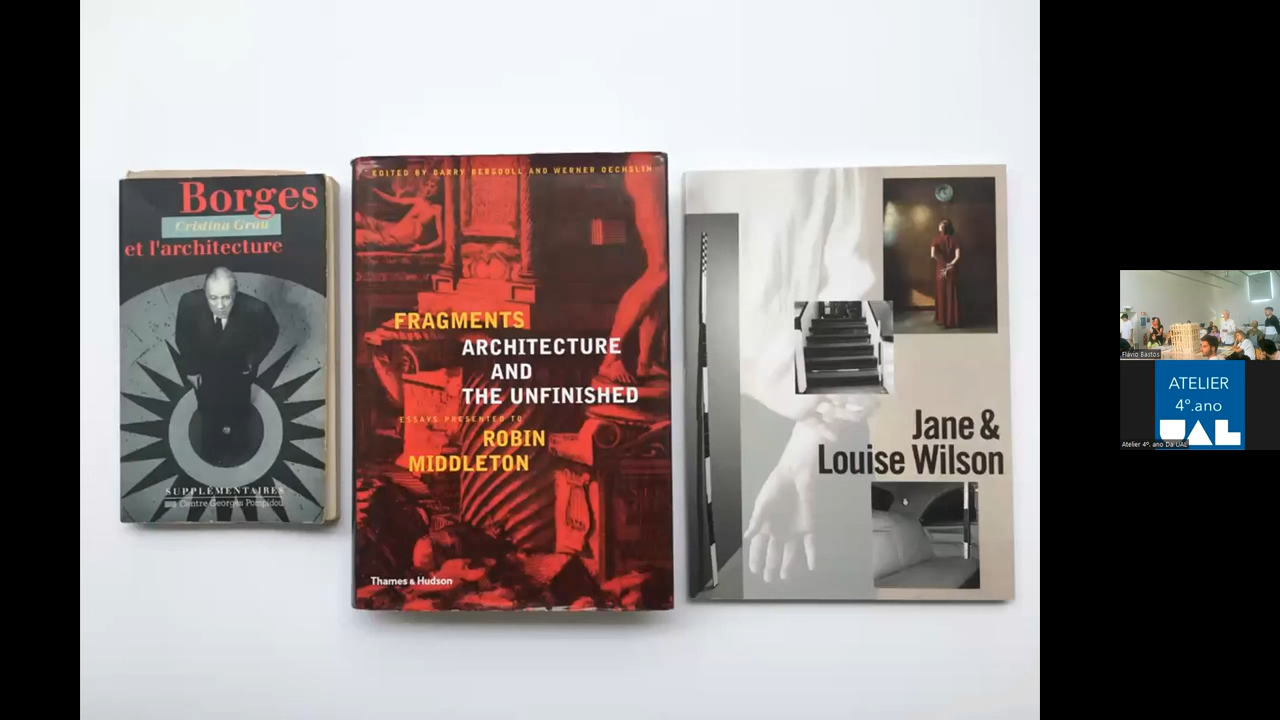 Borges
Cristina Grau
et l'architecture
SUPPLÉMENTAIRES
Centre Georges Pompidou
EDITED BY BARRY BERGDOLL AND WERNER OECHSLIN
FRAGMENTS
ARCHITECTURE
AND
THE UNFINISHED
ESSAYS PRESENTED TO
ROBIN
MIDDLETON
Thames & Hudson
Jane &
Louise Wilson
Flávio Bastos
ATELIER
4º.ano
UAL
Atelier 4º. ano Da UAL